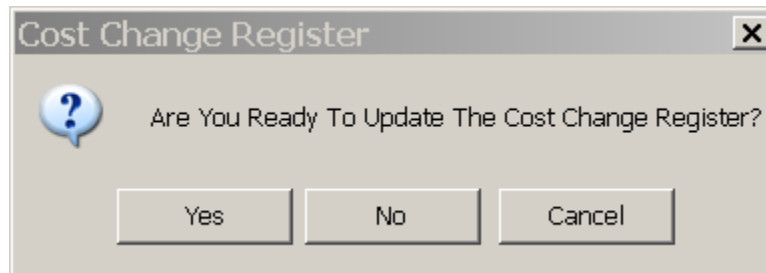 Cost Change Register
Are You Ready To Update The Cost Change Register?
Yes
No
Cancel